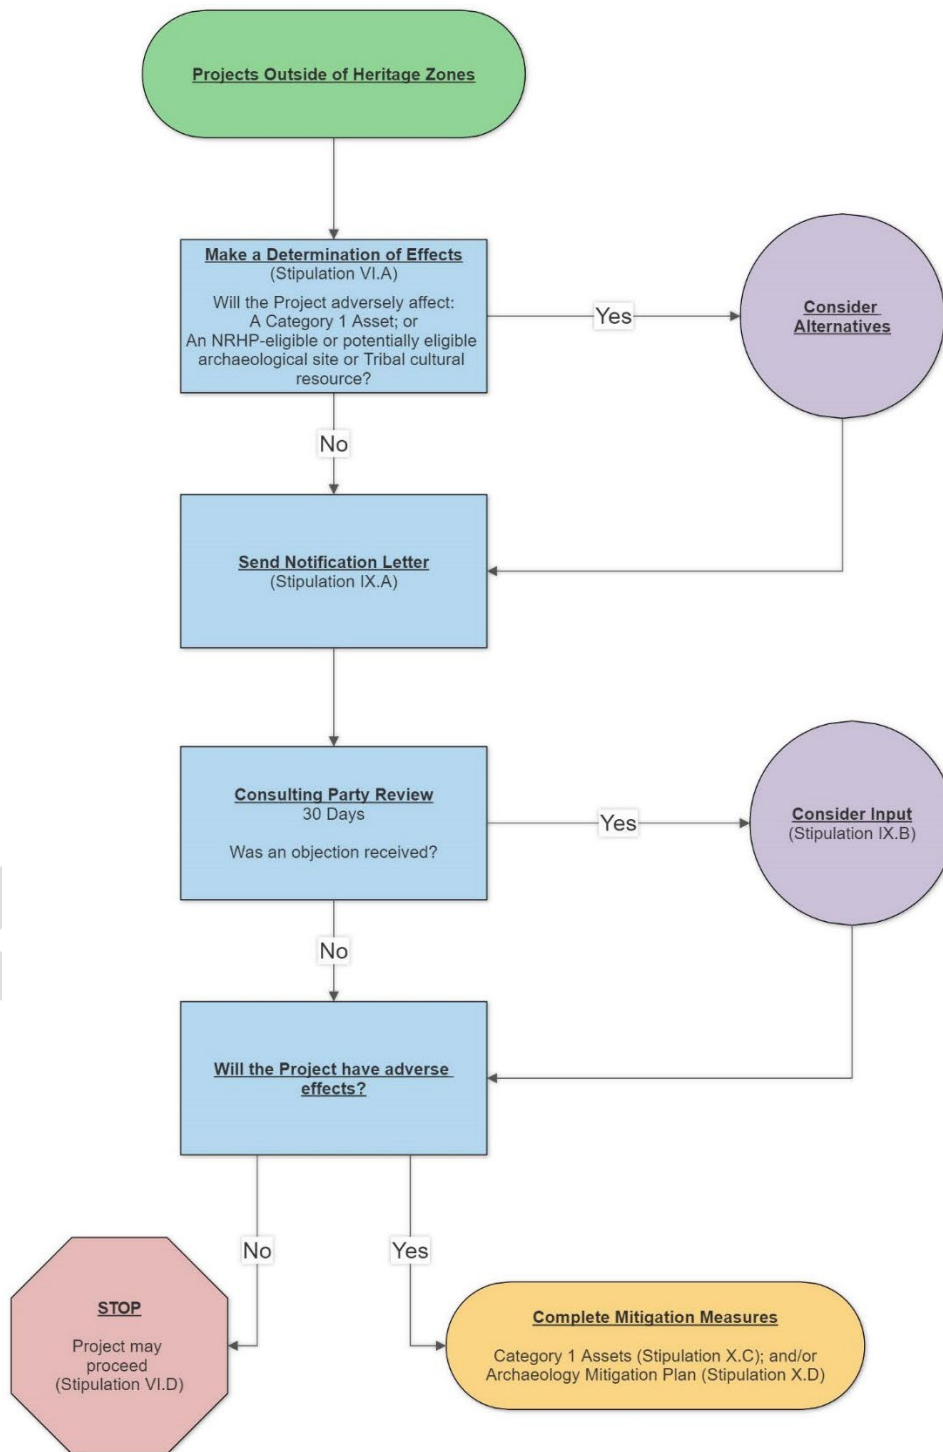 Projects Outside of Heritage Zones
Make a Determination of Effects
(Stipulation VI.A)
Will the Project adversely affect:
A Category 1 Asset; or
An NRHP-eligible or potentially eligible
archaeological site or Tribal cultural
resource?
Yes
Consider
Alternatives
No
Send Notification Letter
(Stipulation IX.A)
Consulting Party Review
30 Days
Was an objection received?
Yes
Consider Input
(Stipulation IX.B)
No
Will the Project have adverse
effects?
No
Yes
STOP
Project may
proceed
(Stipulation VI.D)
Complete Mitigation Measures
Category 1 Assets (Stipulation X.C); and/or
Archaeology Mitigation Plan (Stipulation X.D)